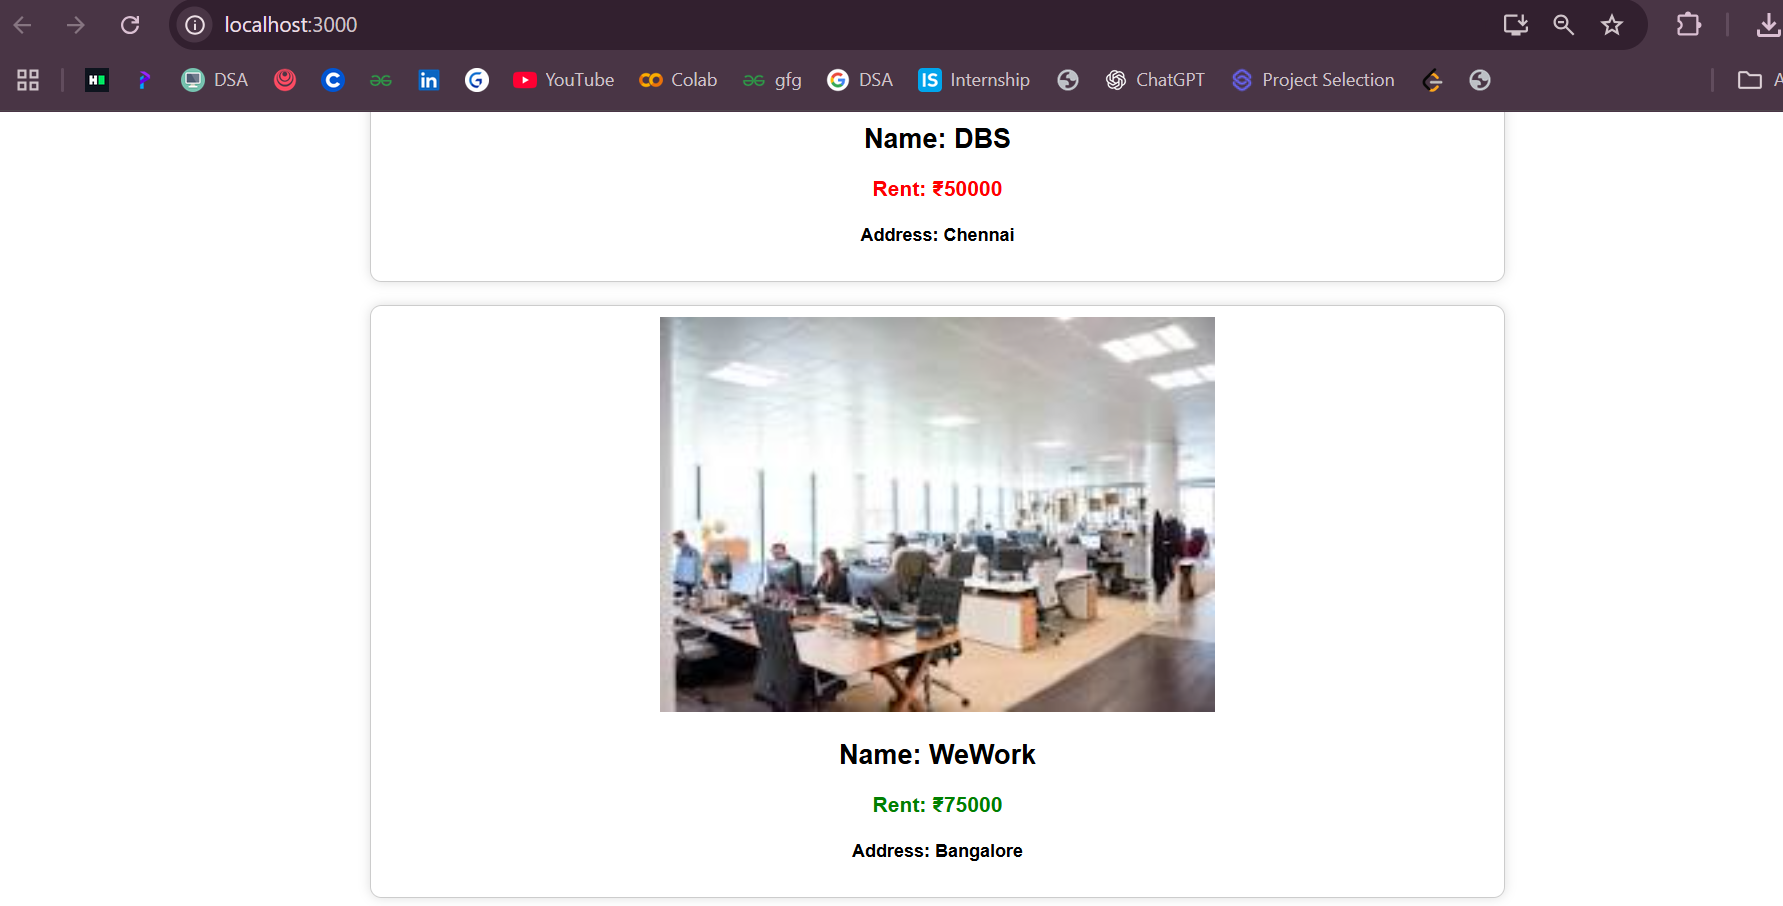 localhost:3000
DSA YouTube Colab gfg DSA Internship ChatGPT Project Selection
Name: DBS
Rent: ₹50000
Address: Chennai
Name: WeWork
Rent: ₹75000
Address: Bangalore